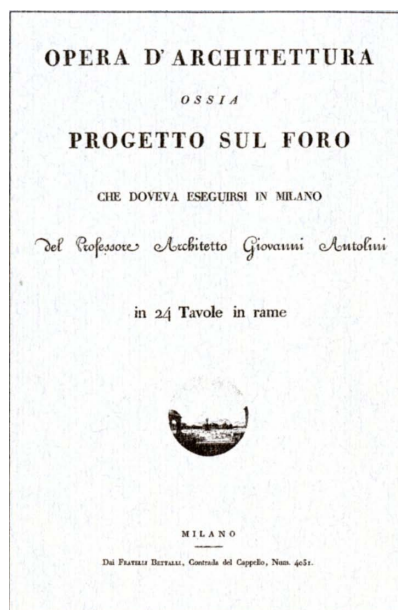 OPERA D'ARCHITETTURA
OSSIA
PROGETTO SUL FORO
CHE DOVEVA ESEGUIRSI IN MILANO
del Professore Architetto Giovanni Antolini
in 24 Tavole in rame
MILANO
Dai FRATELLI BETTALLI, Contrada del Cappello, Num. 4031.